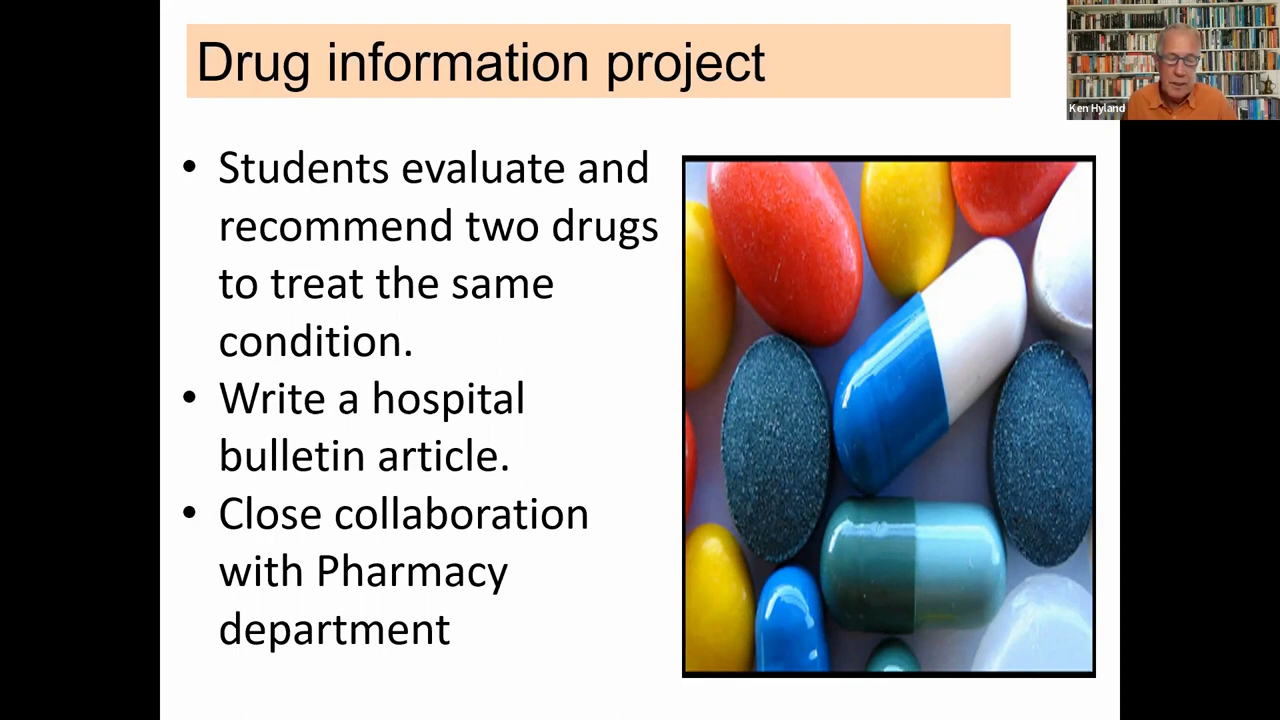 Drug information project
Ken Hyland
• Students evaluate and
recommend two drugs
to treat the same
condition.
• Write a hospital
bulletin article.
• Close collaboration
with Pharmacy
department